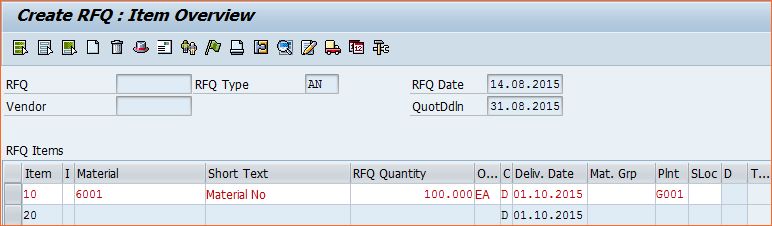 Create RFQ : Item Overview
RFQ RFQ Type AN RFQ Date 14.08.2015
Vendor QuotDdln 31.08.2015
RFQ Items
Item I Material Short Text RFQ Quantity O... C Deliv. Date Mat. Grp Plnt SLoc D T...
10 6001 Material No 100.000 EA D 01.10.2015 G001
20 D 01.10.2015